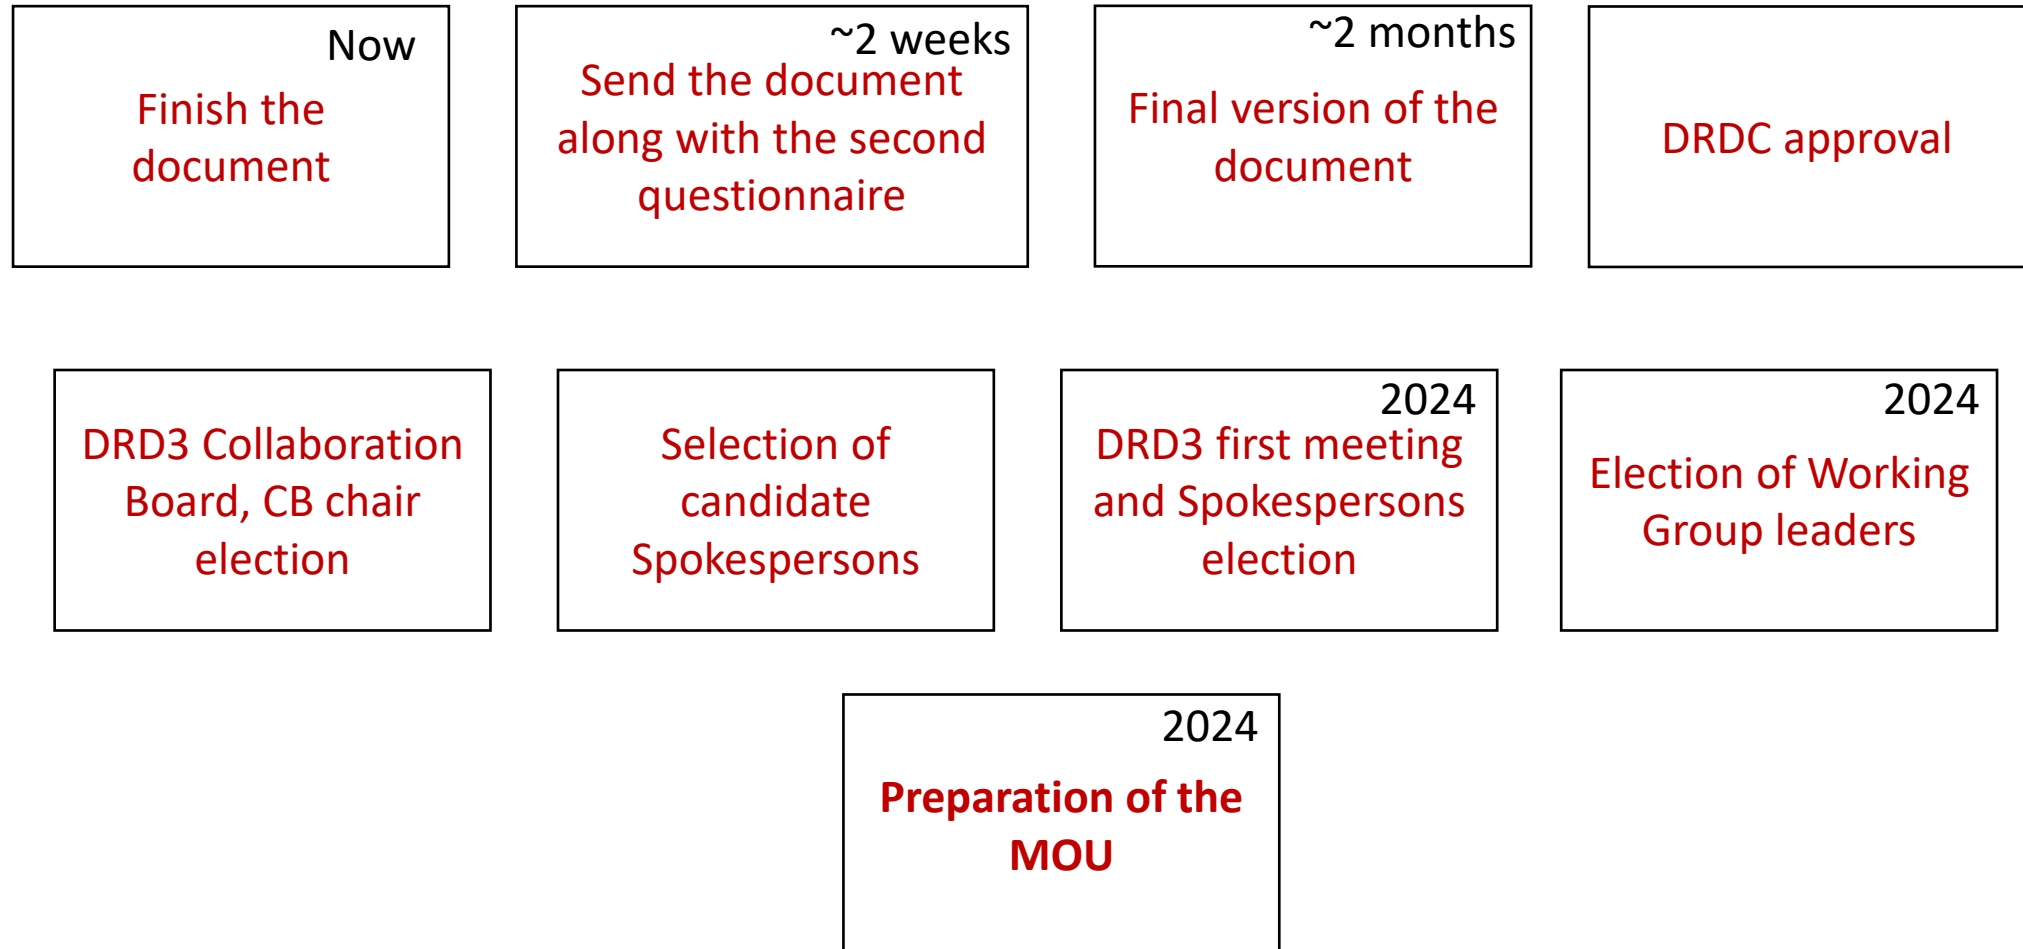 Now
Finish the
document
~2 weeks
Send the document
along with the second
questionnaire
~2 months
Final version of the
document
DRDC approval
DRD3 Collaboration
Board, CB chair
election
Selection of
candidate
Spokespersons
2024
DRD3 first meeting
and Spokespersons
election
2024
Election of Working
Group leaders
2024
Preparation of the
MOU